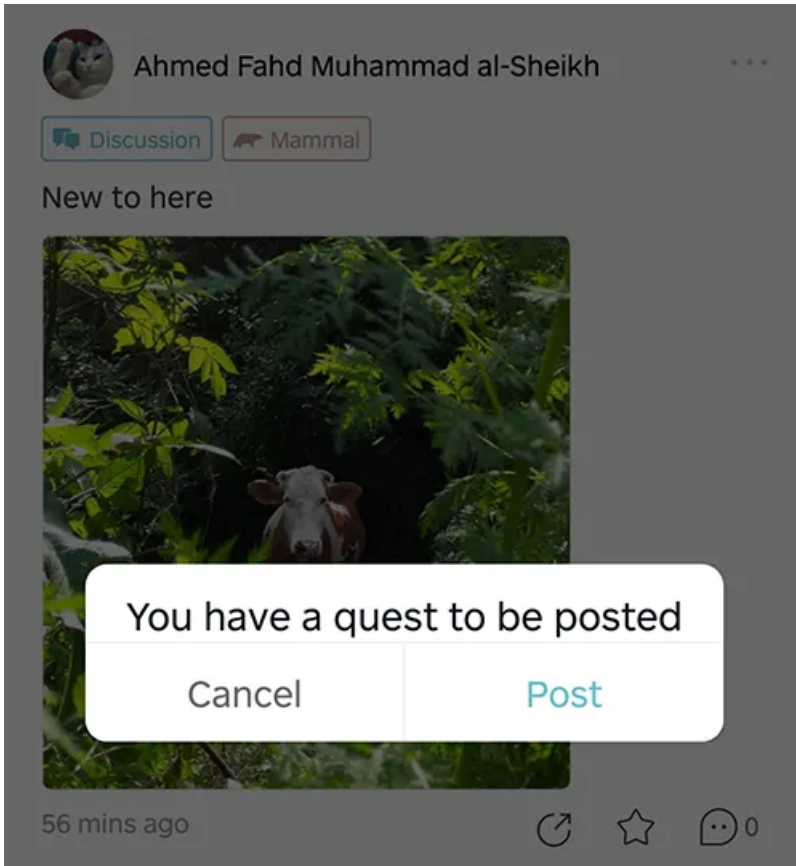 Ahmed Fahd Muhammad al-Sheikh
Discussion Mammal
New to here
You have a quest to be posted
Cancel Post
56 mins ago 0